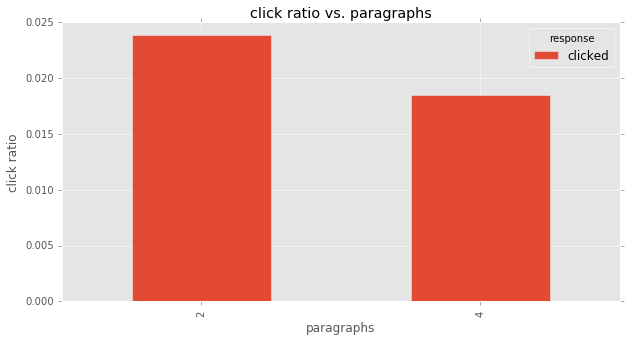 click ratio vs. paragraphs
response
clicked
0.025
0.020
0.015
0.010
0.005
0.000
click ratio
2
4
paragraphs